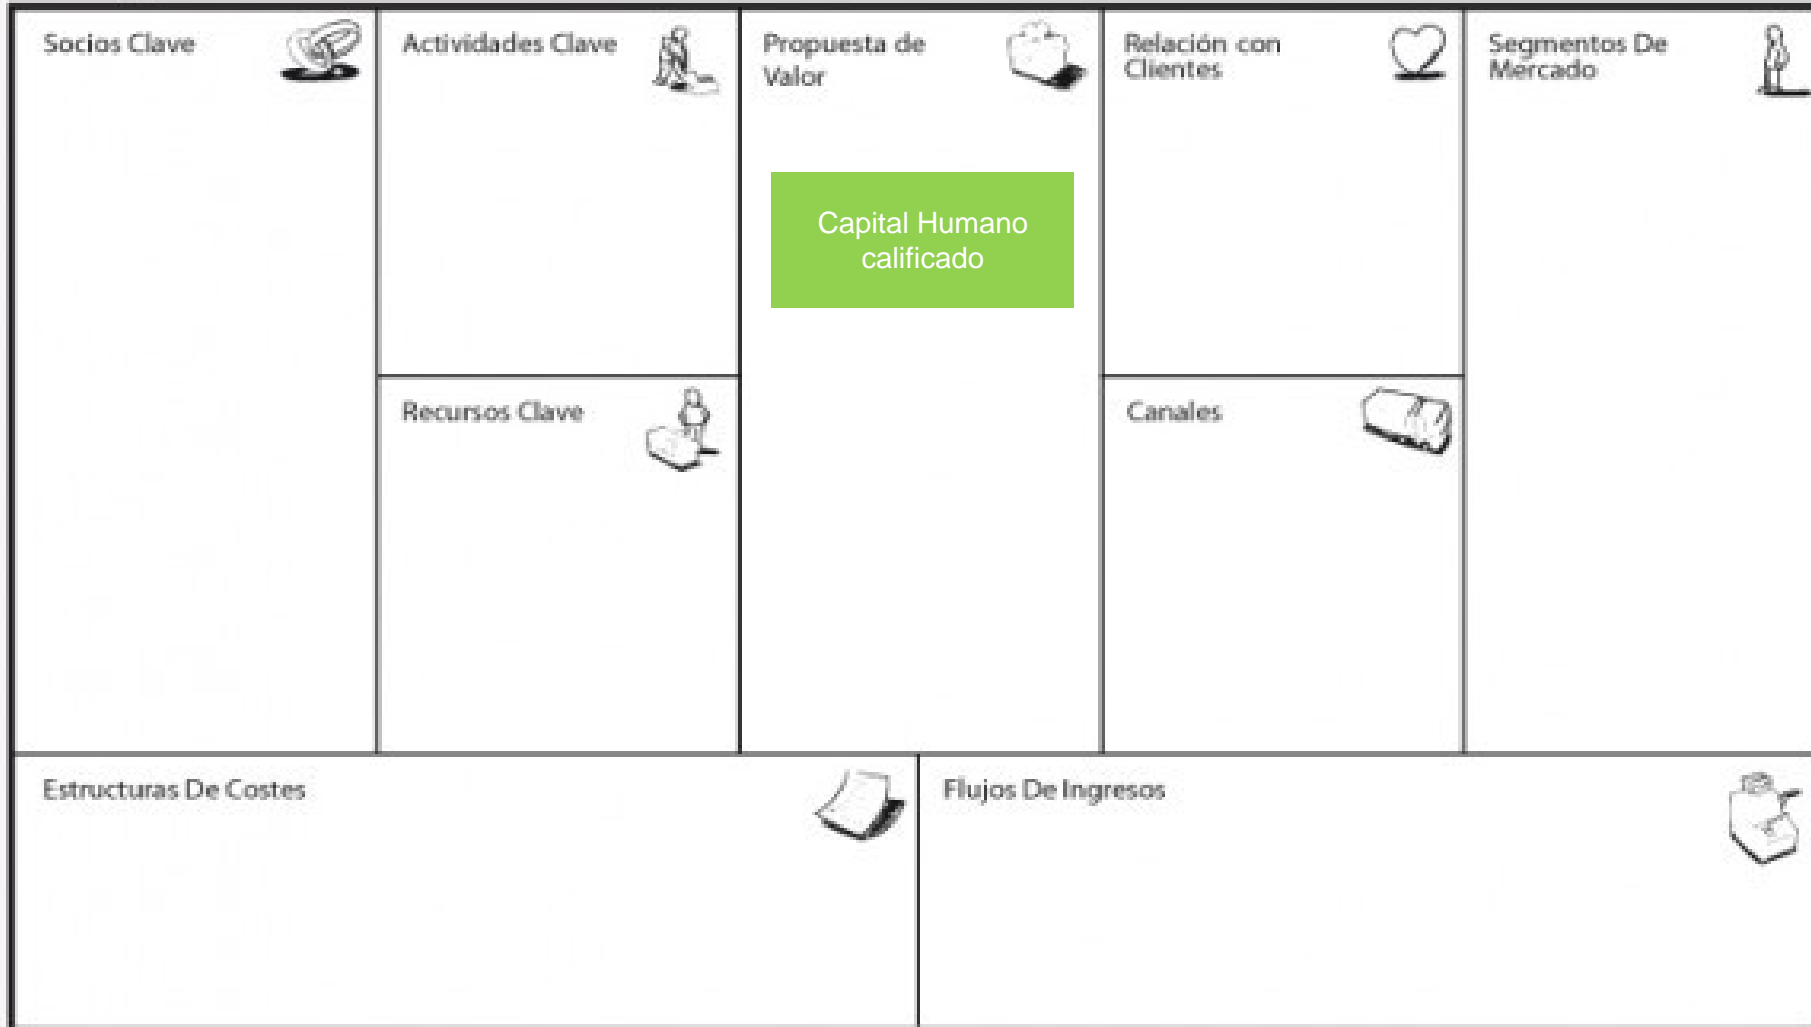 Socios Clave
Actividades Clave
Propuesta de
Valor
Capital Humano
calificado
Relación con
Clientes
Segmentos De
Mercado
Recursos Clave
Canales
Estructuras De Costes
Flujos De Ingresos